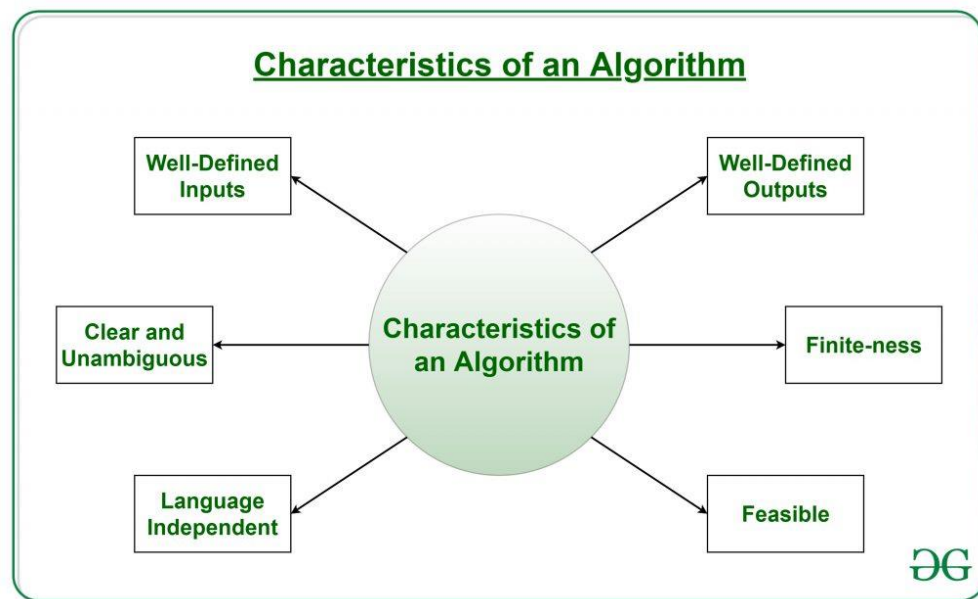 Characteristics of an Algorithm
Well-Defined
Inputs
Well-Defined
Outputs
Clear and
Unambiguous
Characteristics of
an Algorithm
Finite-ness
Language
Independent
Feasible